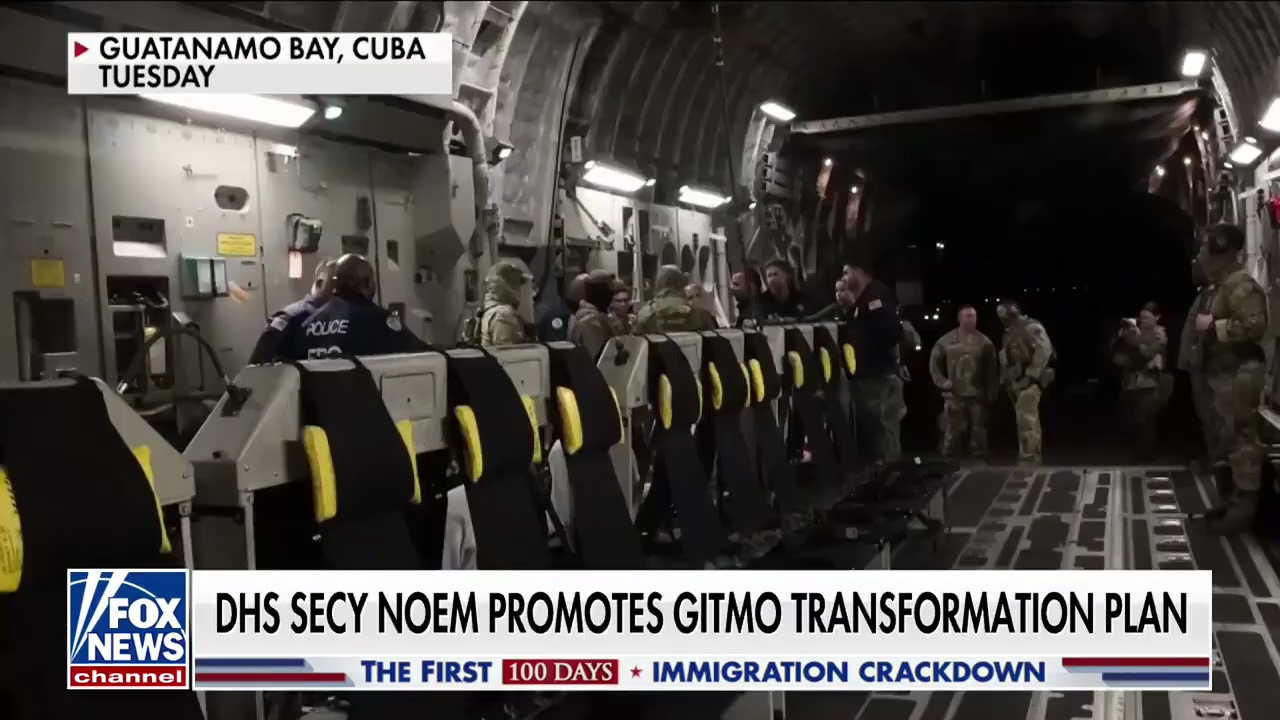 GUATANAMO BAY, CUBA
TUESDAY
POLICE
ERO
FOX
NEWS
channel
DHS SECY NOEM PROMOTES GITMO TRANSFORMATION PLAN
THE FIRST 100 DAYS ★ IMMIGRATION CRACKDOWN